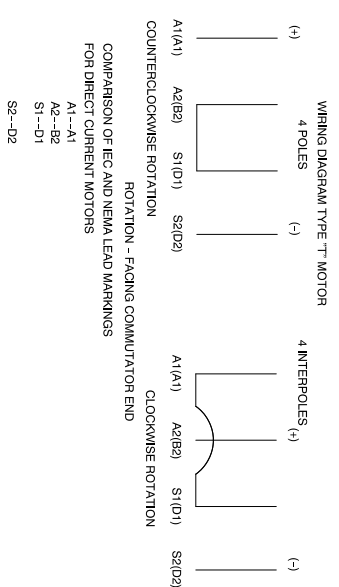 WIRING DIAGRAM TYPE "T" MOTOR
4 POLES 4 INTERPOLES
(+) (-) (+) (-)
A1(A1) A2(B2) S1(D1) S2(D2) A1(A1) A2(B2) S1(D1) S2(D2)
COUNTERCLOCKWISE ROTATION CLOCKWISE ROTATION
ROTATION - FACING COMMUTATOR END
COMPARISON OF IEC AND NEMA LEAD MARKINGS
FOR DIRECT CURRENT MOTORS
A1--A1
A2--B2
S1--D1
S2--D2